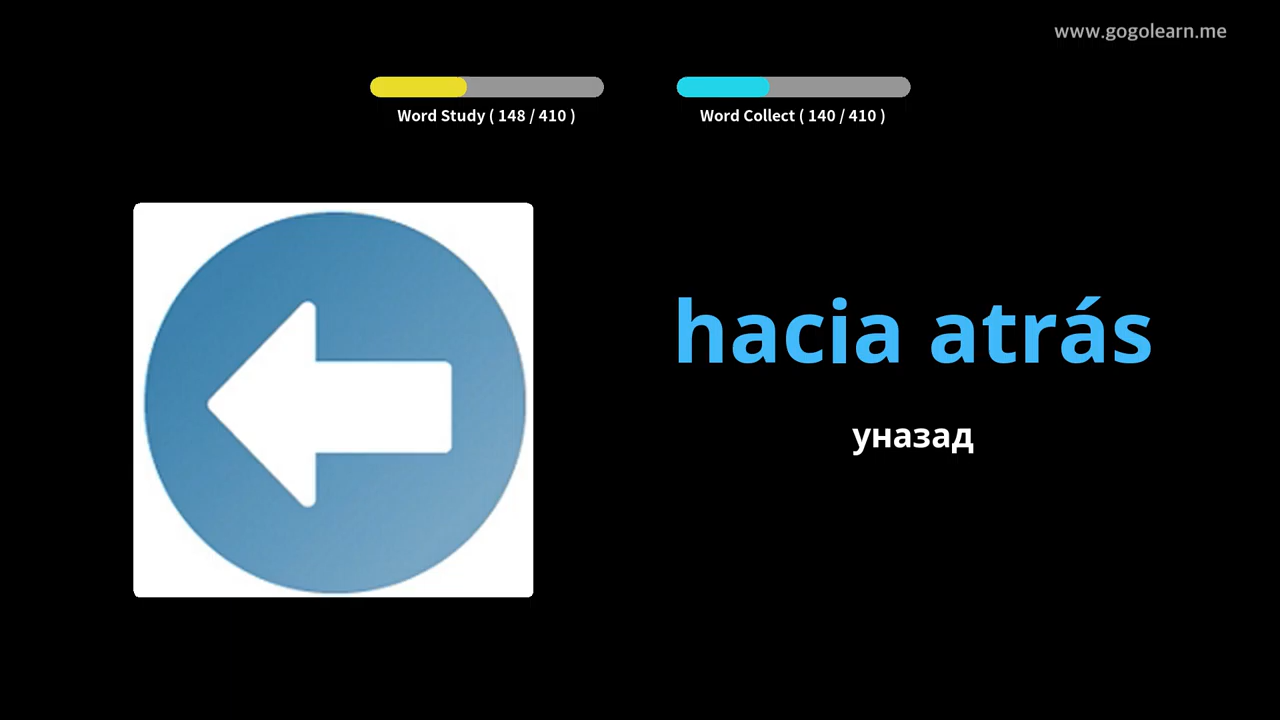 www.gogolearn.me
Word Study ( 148 / 410 )
Word Collect ( 140 / 410 )
hacia atrás
уназад